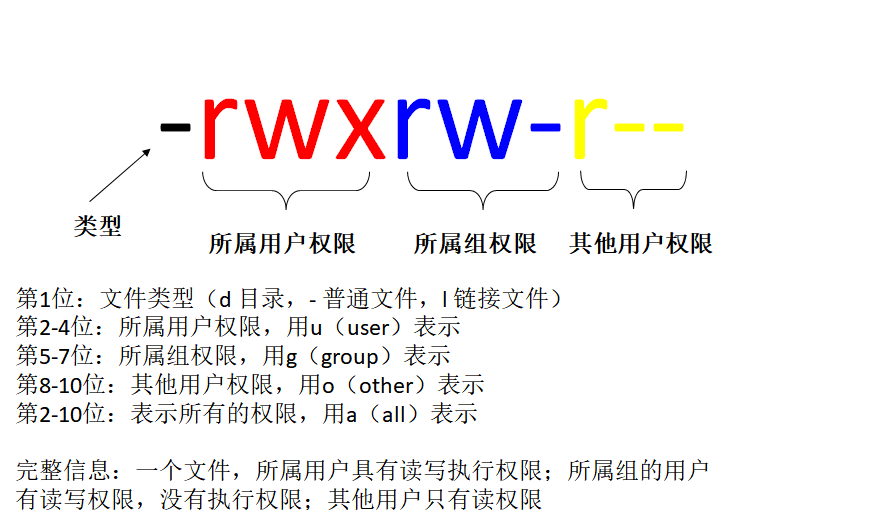 -rwxrw-r--
类型
所属用户权限 所属组权限 其他用户权限
第1位：文件类型（d 目录，- 普通文件，l 链接文件）
第2-4位：所属用户权限，用u（user）表示
第5-7位：所属组权限，用g（group）表示
第8-10位：其他用户权限，用o（other）表示
第2-10位：表示所有的权限，用a（all）表示
完整信息：一个文件，所属用户具有读写执行权限；所属组的用户
有读写权限，没有执行权限；其他用户只有读权限